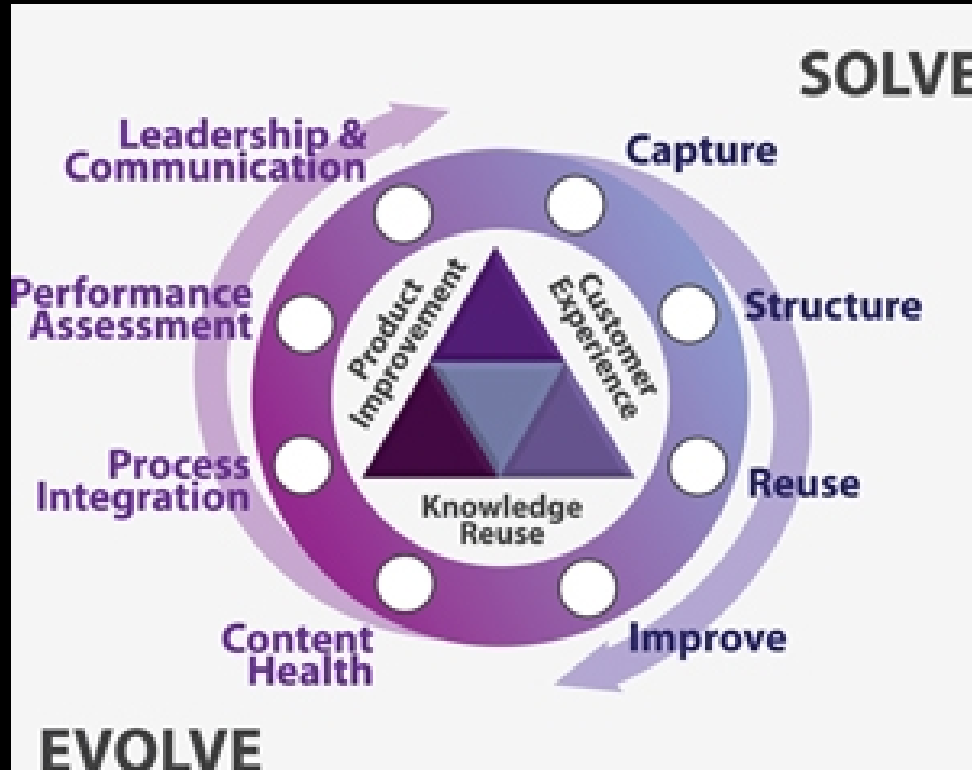 SOLVE
Leadership &
Communication
Capture
Performance
Assessment
Structure
Product
Improvement
Customer
Experience
Process
Integration
Reuse
Knowledge
Reuse
Content
Health
Improve
EVOLVE